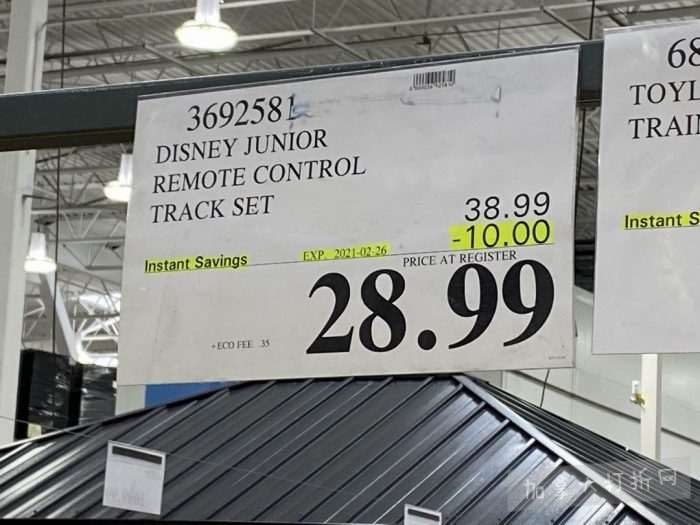 3692581
DISNEY JUNIOR
REMOTE CONTROL
TRACK SET
38.99
-10.00
Instant Savings
EXP. 2021-02-26
PRICE AT REGISTER
28.99
+ECO FEE .35
68
TOYL
TRAI
Instant S
加拿大打折网